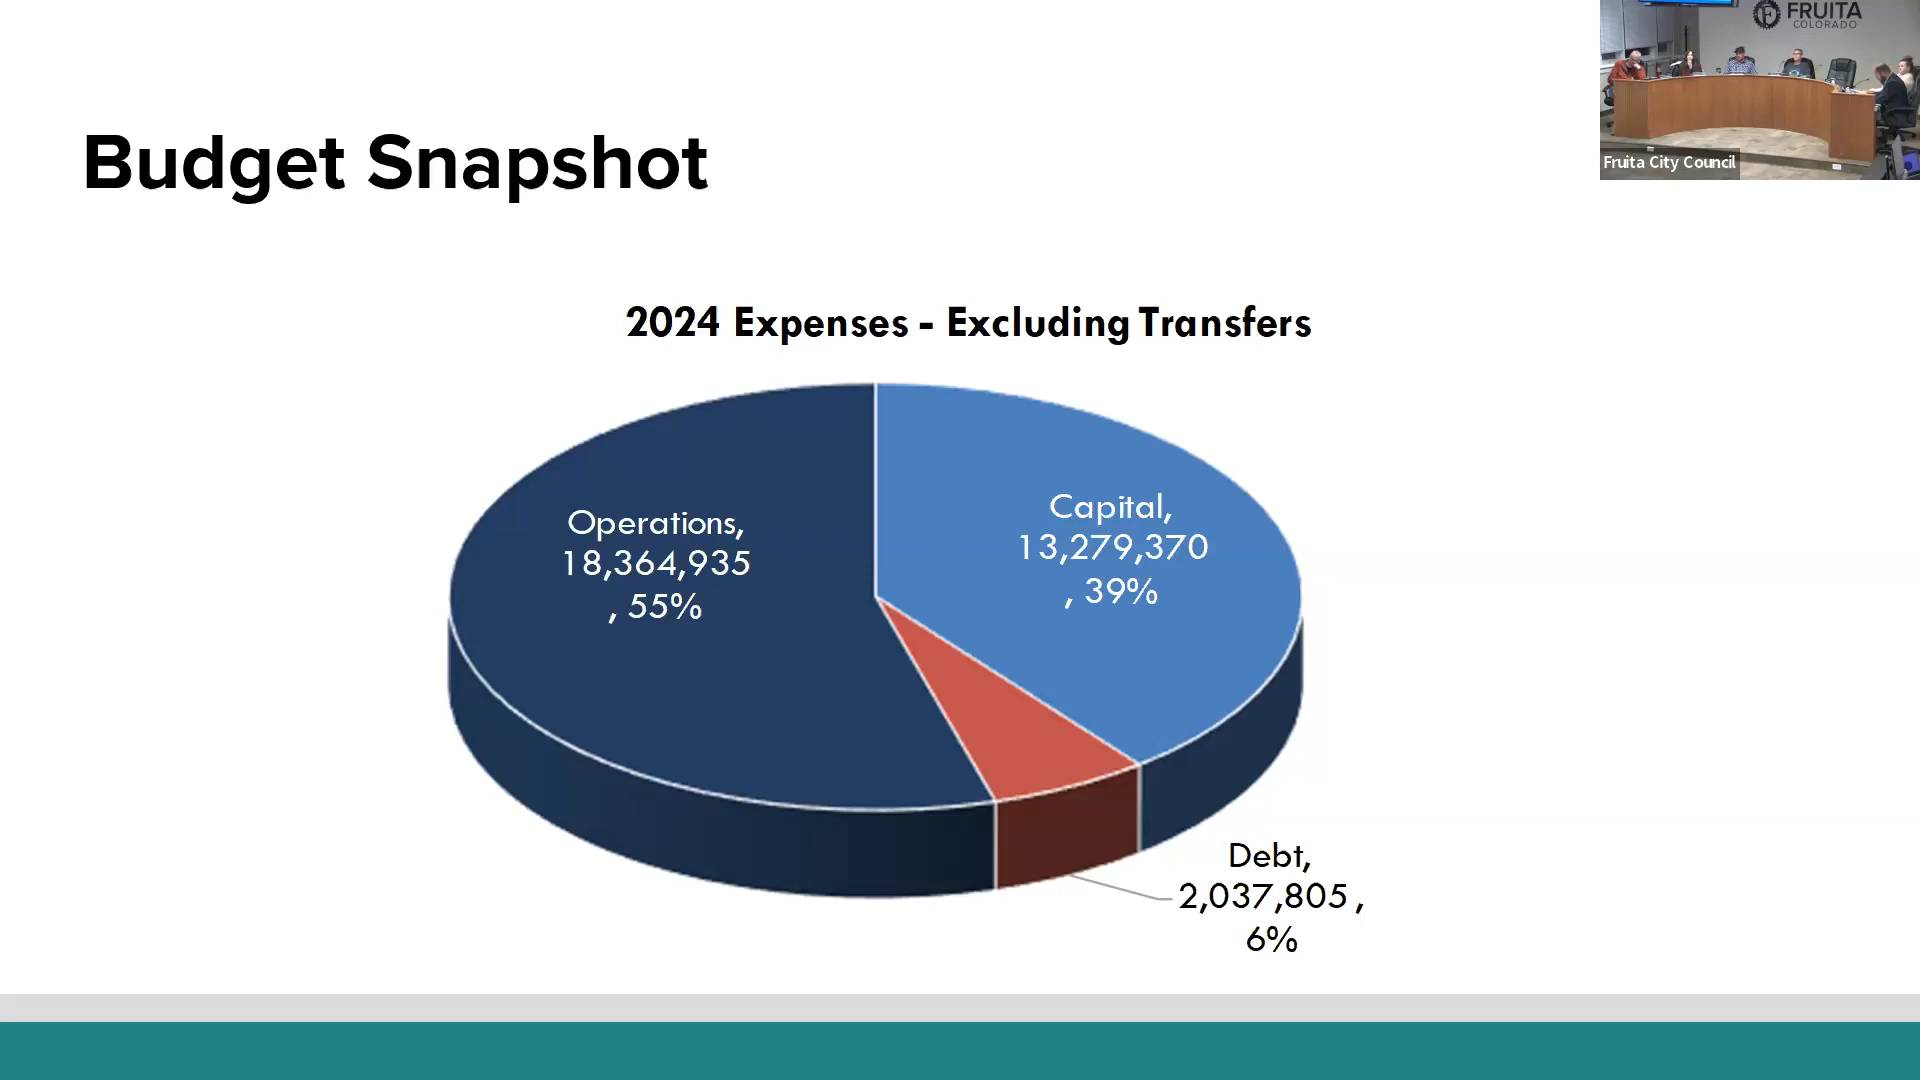 FRUITA
COLORADO
Fruita City Council
Budget Snapshot
2024 Expenses - Excluding Transfers
Operations,
18,364,935
, 55%
Capital,
13,279,370
, 39%
Debt,
2,037,805 ,
6%